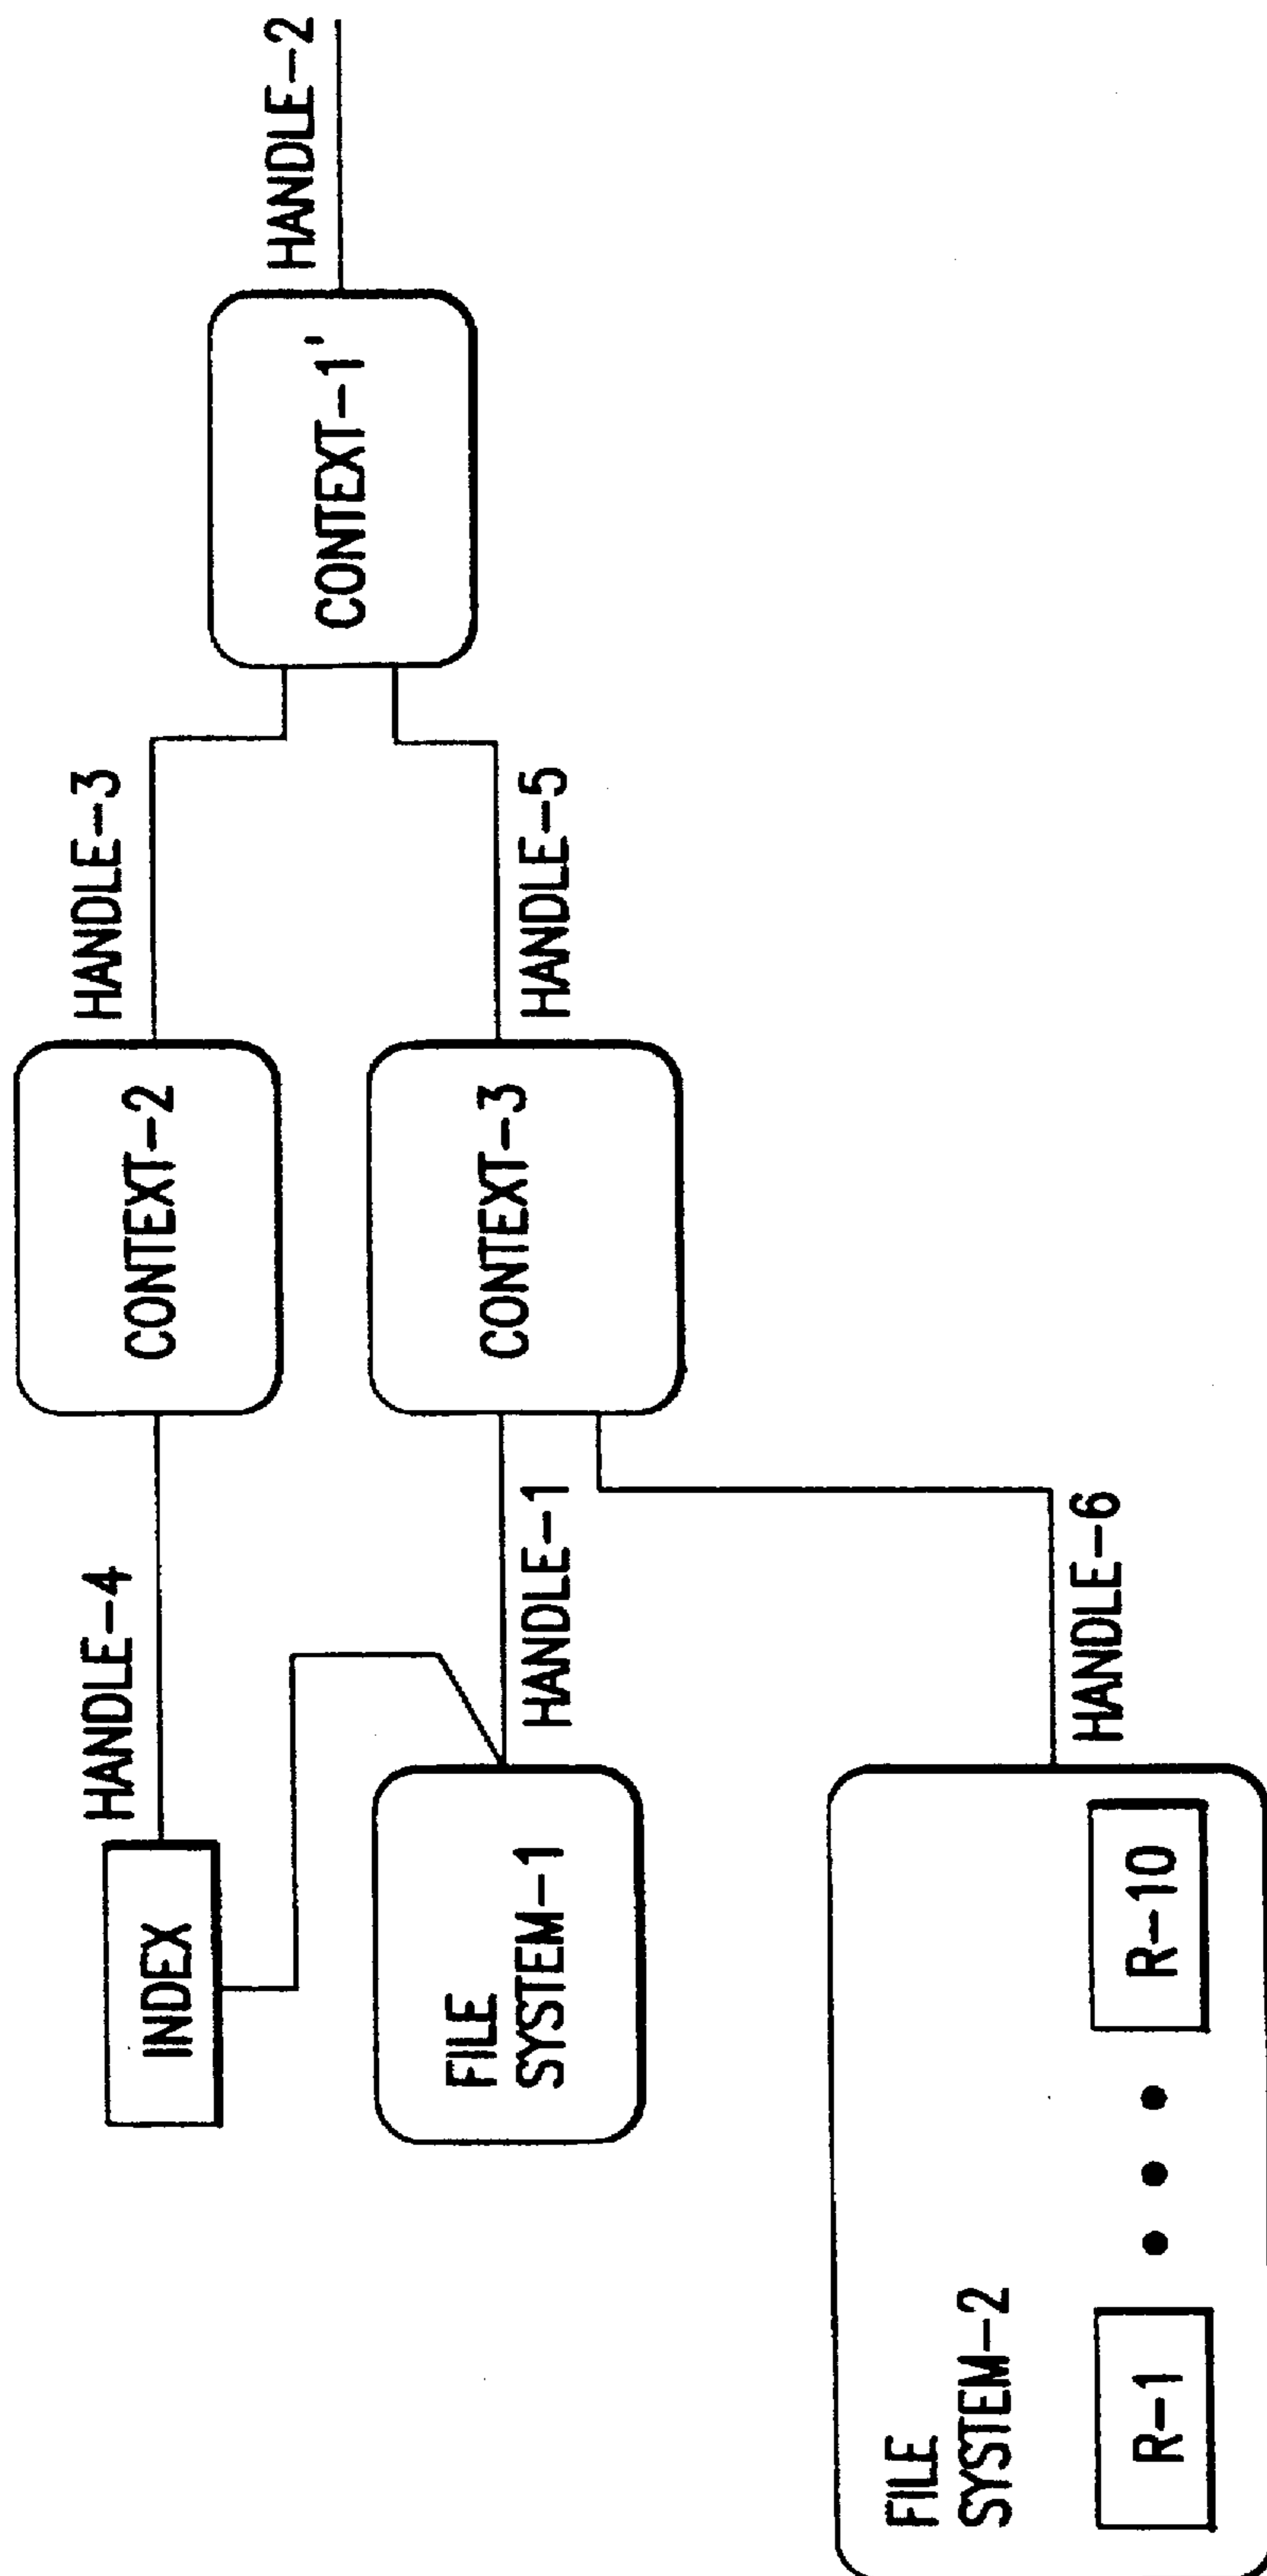 HANDLE-4
HANDLE-3
INDEX
CONTEXT-2
HANDLE-2
CONTEXT-1'
FILE
SYSTEM-1
HANDLE-1
CONTEXT-3
HANDLE-5
FILE
SYSTEM-2
HANDLE-6
R-1
R-10